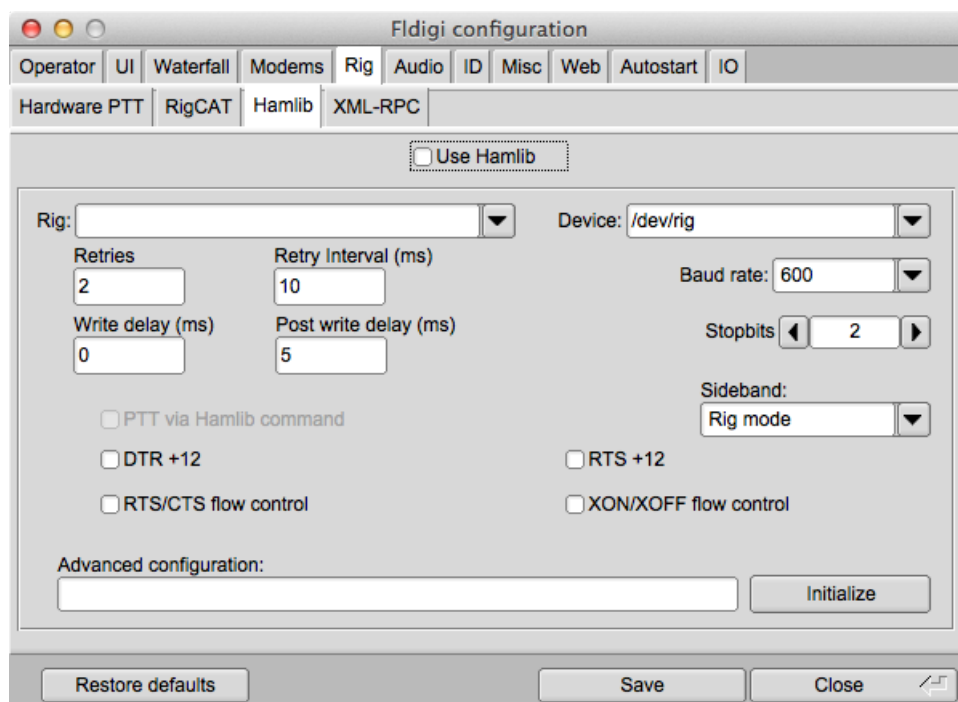 Fldigi configuration
Operator UI Waterfall Modems Rig Audio ID Misc Web Autostart IO
Hardware PTT RigCAT Hamlib XML-RPC
Use Hamlib
Rig: Device: /dev/rig
Retries Retry Interval (ms)
2 10 Baud rate: 600
Write delay (ms) Post write delay (ms) Stopbits 2
0 5
Sideband:
PTT via Hamlib command Rig mode
DTR +12 RTS +12
RTS/CTS flow control XON/XOFF flow control
Advanced configuration:
Initialize
Restore defaults Save Close